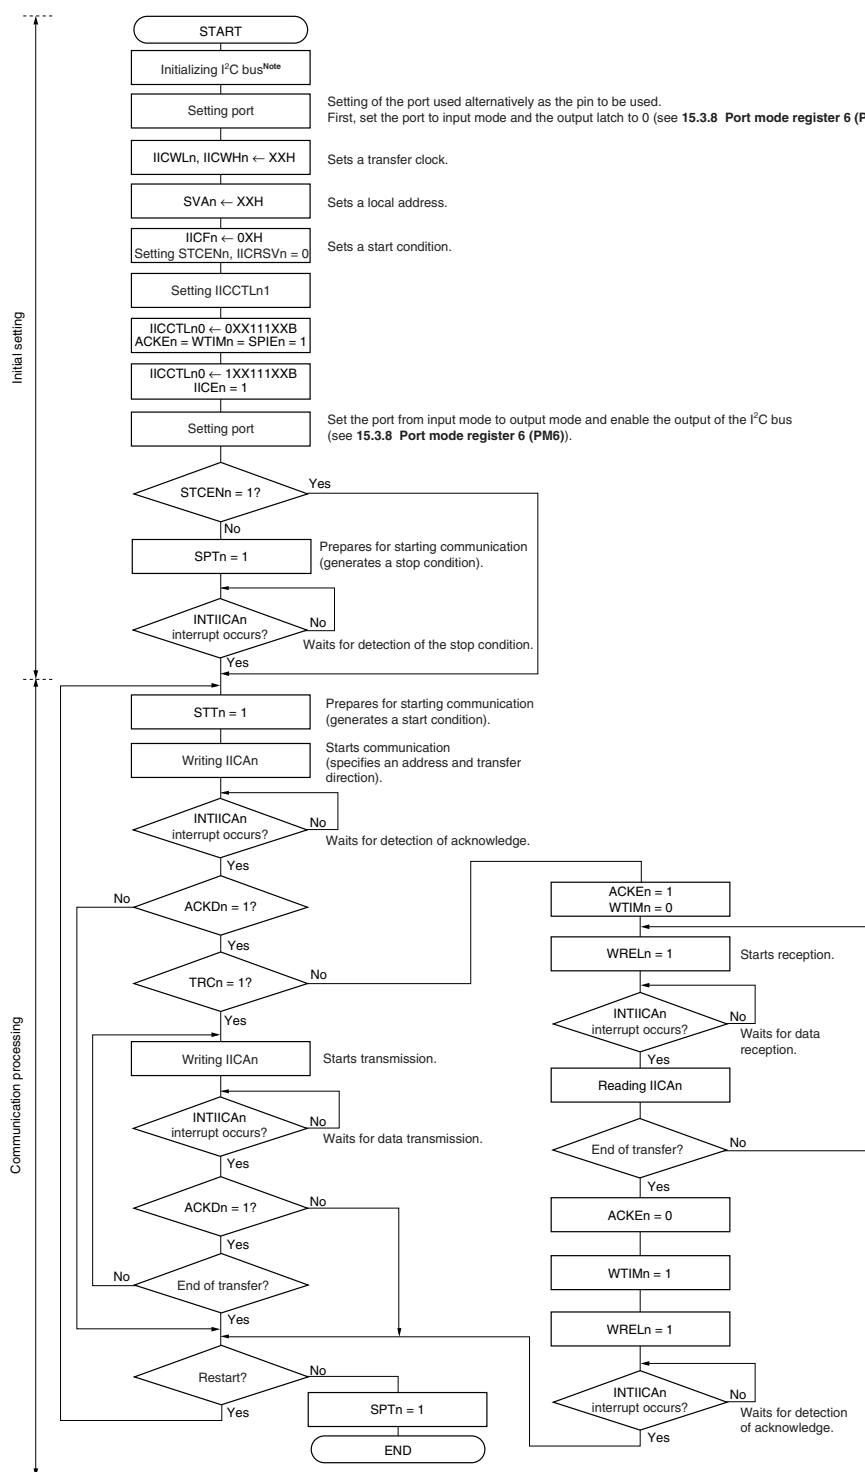 START
Initializing I²C busNote
Setting port
Setting of the port used alternatively as the pin to be used.
First, set the port to input mode and the output latch to 0 (see 15.3.8 Port mode register 6 (P
IICWLn, IICWHn ← XXH
Sets a transfer clock.
SVAn ← XXH
Sets a local address.
IICFn ← 0XH
Setting STCENn, IICRSVn = 0
Sets a start condition.
Setting IICCTLn1
IICCTLn0 ← 0XX111XXB
ACKEn = WTIMn = SPIEn = 1
IICCTLn0 ← 1XX111XXB
IICEn = 1
Setting port
Set the port from input mode to output mode and enable the output of the I²C bus
(see 15.3.8 Port mode register 6 (PM6)).
Initial setting
STCENn = 1?
Yes
No
SPTn = 1
Prepares for starting communication
(generates a stop condition).
INTIICAn
interrupt occurs?
No
Waits for detection of the stop condition.
Yes
STTn = 1
Prepares for starting communication
(generates a start condition).
Writing IICAn
Starts communication
(specifies an address and transfer
direction).
INTIICAn
interrupt occurs?
No
Waits for detection of acknowledge.
Yes
ACKDn = 1?
No
Yes
TRCn = 1?
No
Yes
Writing IICAn
Starts transmission.
INTIICAn
interrupt occurs?
No
Waits for data transmission.
Yes
ACKDn = 1?
No
Yes
End of transfer?
No
Yes
Restart?
No
Yes
SPTn = 1
END
Communication processing
ACKEn = 1
WTIMn = 0
WRELn = 1
Starts reception.
INTIICAn
interrupt occurs?
No
Waits for data
reception.
Yes
Reading IICAn
End of transfer?
No
Yes
ACKEn = 0
WTIMn = 1
WRELn = 1
INTIICAn
interrupt occurs?
No
Waits for detection
of acknowledge.
Yes